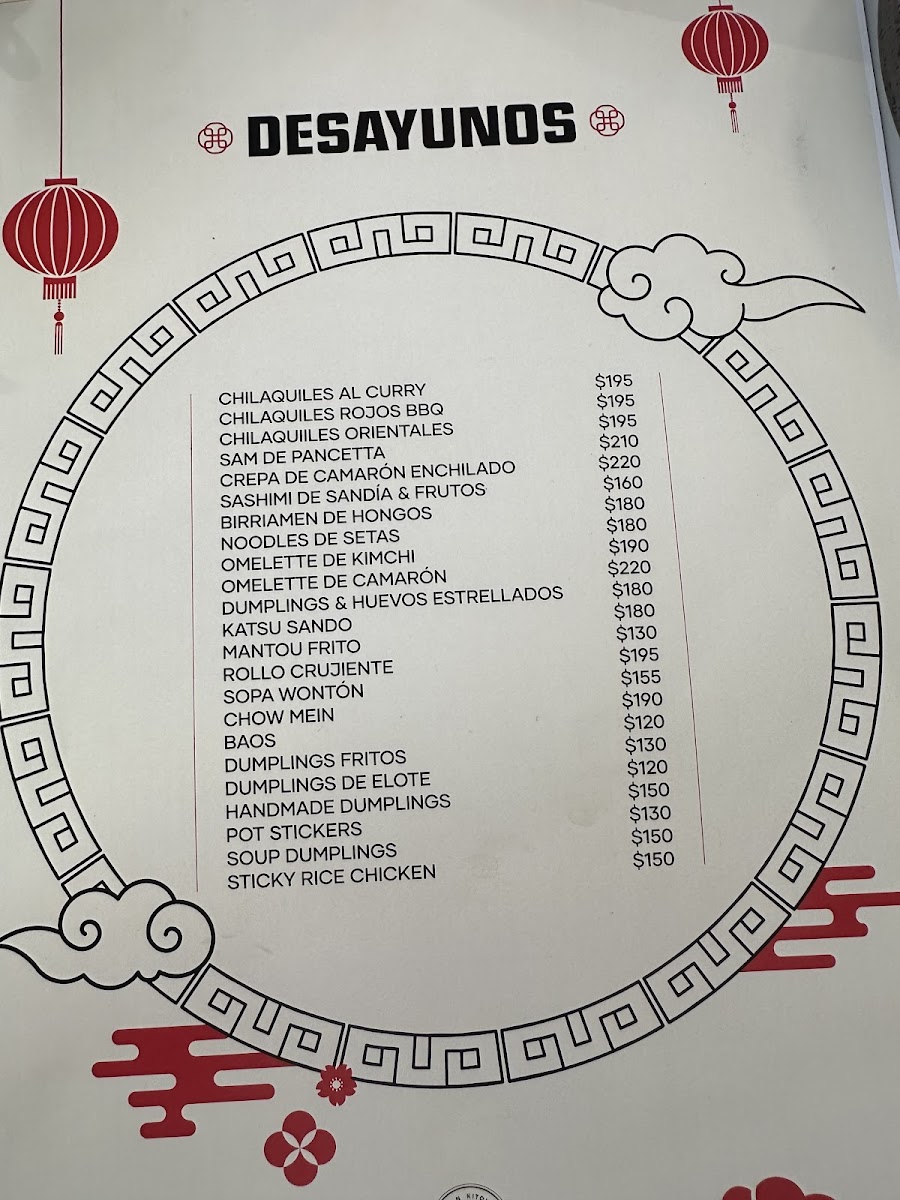 DESAYUNOS
CHILAQUILES AL CURRY $195
CHILAQUILES ROJOS BBQ $195
CHILAQUIILES ORIENTALES $195
SAM DE PANCETTA $210
CREPA DE CAMARÓN ENCHILADO $220
SASHIMI DE SANDÍA & FRUTOS $160
BIRRIAMEN DE HONGOS $180
NOODLES DE SETAS $180
OMELETTE DE KIMCHI $190
OMELETTE DE CAMARÓN $220
DUMPLINGS & HUEVOS ESTRELLADOS $180
KATSU SANDO $180
MANTOU FRITO $130
ROLLO CRUJIENTE $195
SOPA WONTÓN $155
CHOW MEIN $190
BAOS $120
DUMPLINGS FRITOS $130
DUMPLINGS DE ELOTE $120
HANDMADE DUMPLINGS $150
POT STICKERS $130
SOUP DUMPLINGS $150
STICKY RICE CHICKEN $150